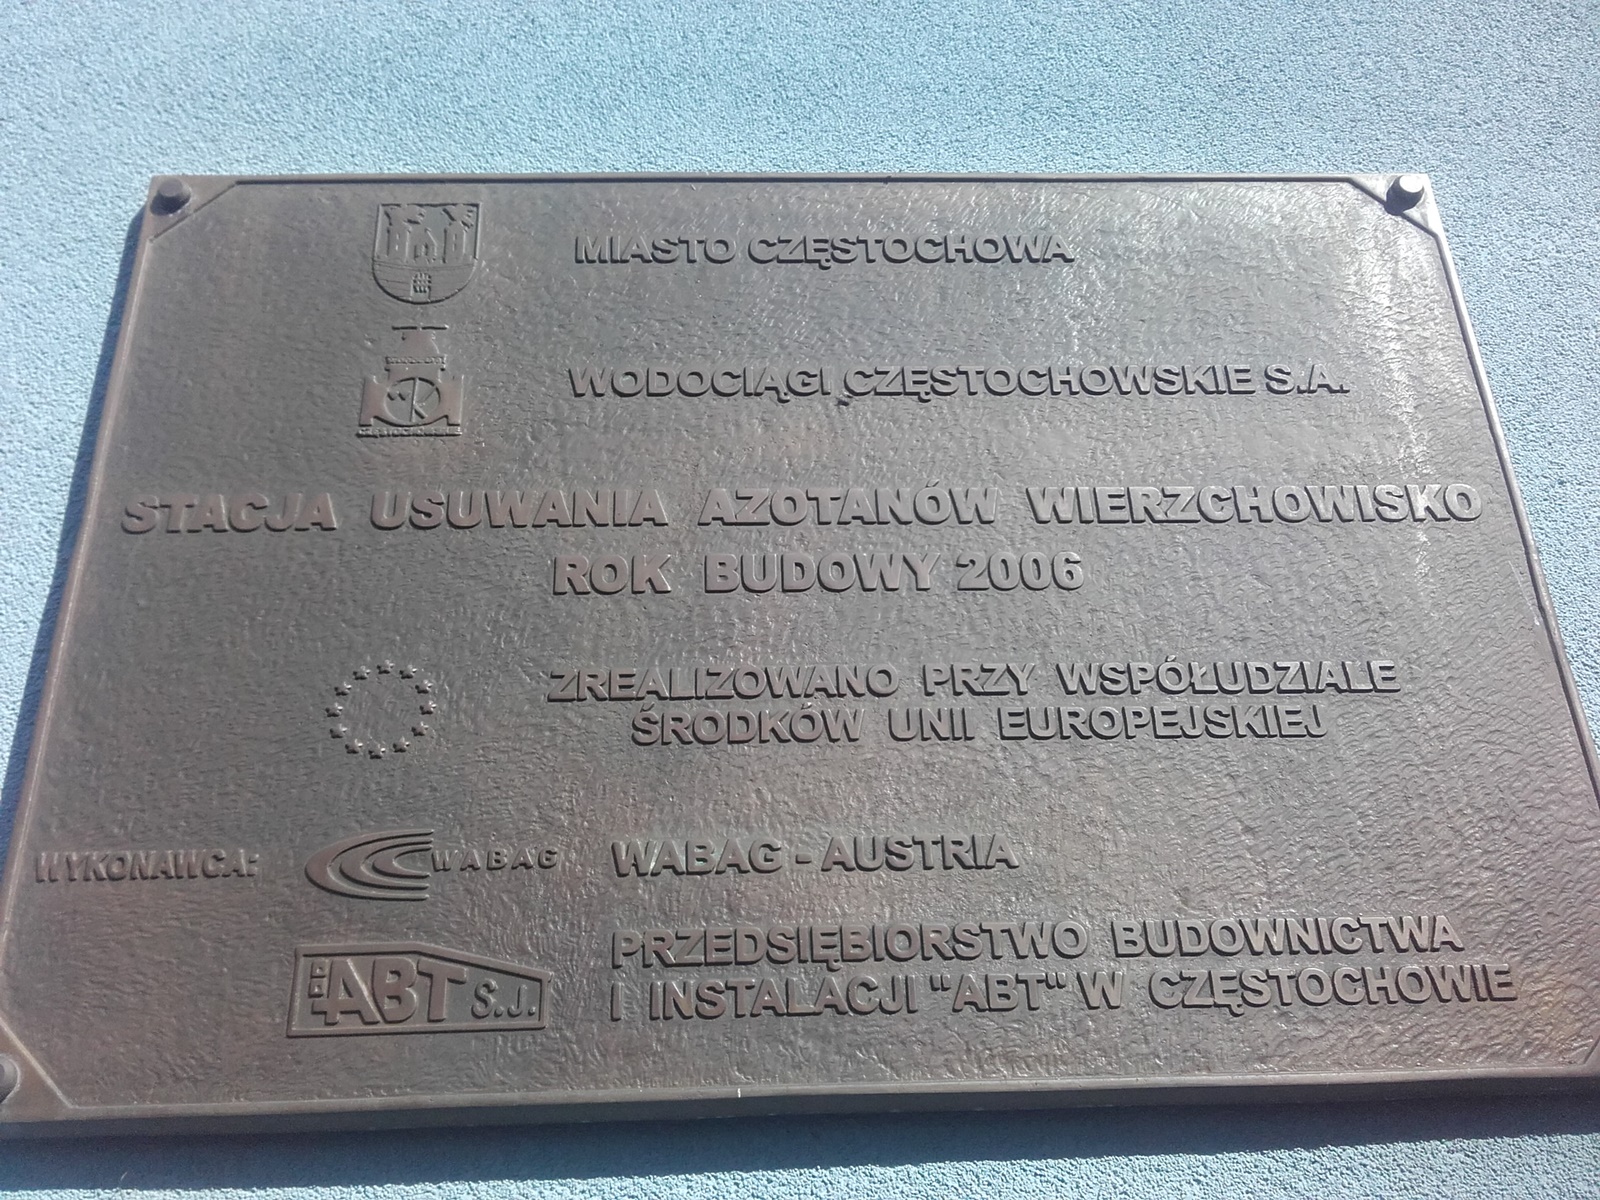 MIASTO CZĘSTOCHOWA
WODOCIĄGI CZĘSTOCHOWSKIE S.A.
CZĘSTOCHOWSKIE
STACJA USUWANIA AZOTANÓW WIERZCHOWISKO
ROK BUDOWY 2006
ZREALIZOWANO PRZY WSPÓŁUDZIALE
ŚRODKÓW UNII EUROPEJSKIEJ
WYKONAWCA: WABAG WABAG - AUSTRIA
ABT S.J.
PRZEDSIĘBIORSTWO BUDOWNICTWA
I INSTALACJI "ABT" W CZĘSTOCHOWIE